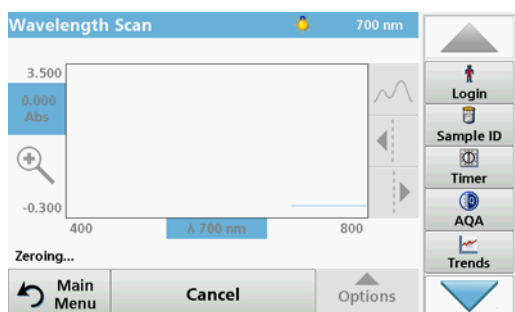 Wavelength Scan 700 nm
3.500
0.000
Abs
-0.300
400 λ 700 nm 800
Zeroing...
Main
Menu
Cancel
Options
Login
Sample ID
Timer
AQA
Trends